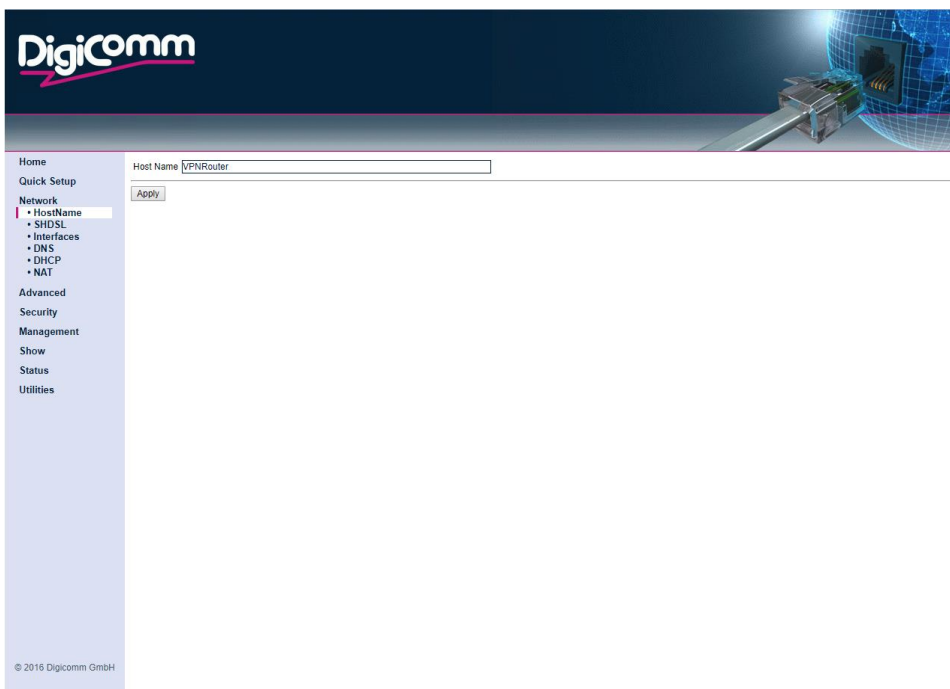 DigiComm
Home
Quick Setup
Network
• HostName
• SHDSL
• Interfaces
• DNS
• DHCP
• NAT
Advanced
Security
Management
Show
Status
Utilities
© 2016 Digicomm GmbH
Host Name VPNRouter
Apply